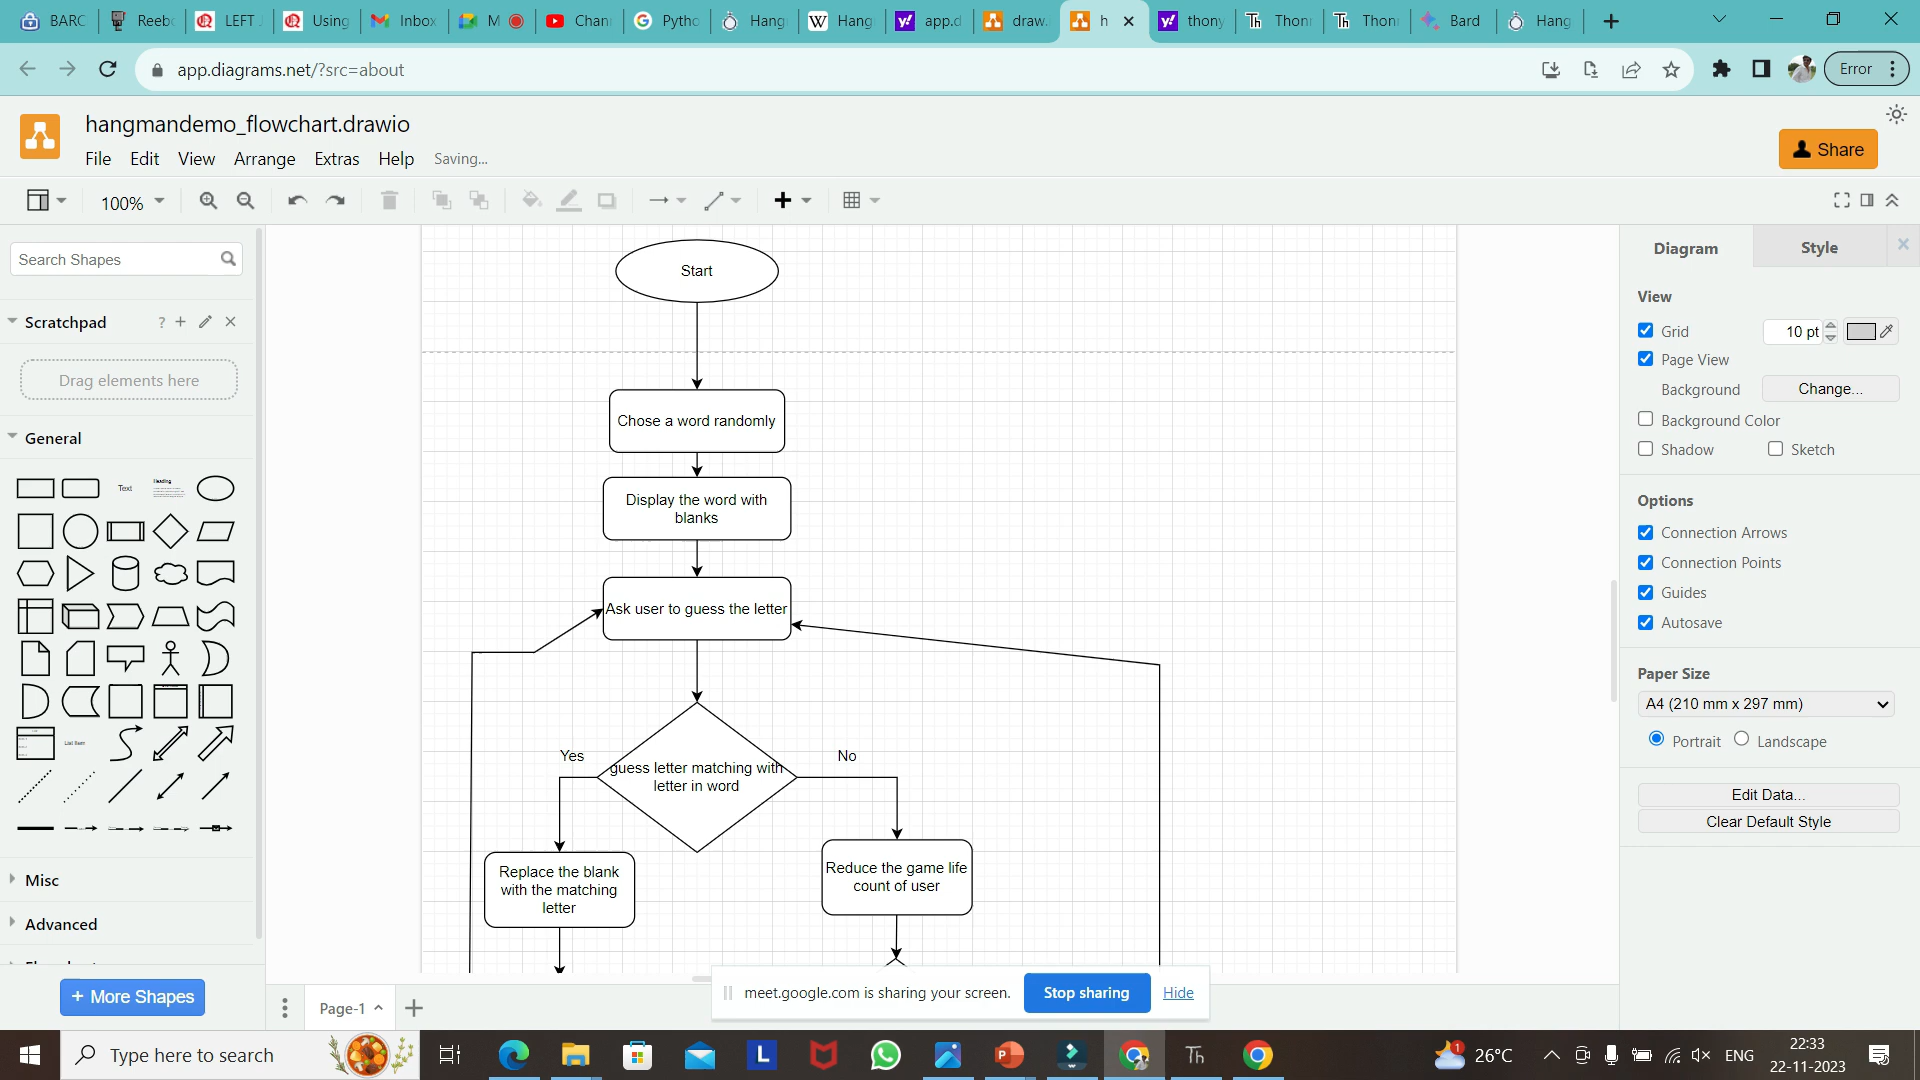 BARC
Reeb
LEFT J
Using
Inbox
M
Chan
Pytho
Hang
Hang
app.d
draw.
h
thony
Thon
Thon
Bard
Hang
app.diagrams.net/?src=about
Error
hangmandemo_flowchart.drawio
File Edit View Arrange Extras Help Saving...
Share
100%
Search Shapes
Scratchpad
?
Drag elements here
General
Text
Heading
List Item
Misc
Advanced
+ More Shapes
Start
Chose a word randomly
Display the word with
blanks
Ask user to guess the letter
guess letter matching with
letter in word
Yes
No
Replace the blank
with the matching
letter
Reduce the game life
count of user
Page-1
meet.google.com is sharing your screen.
Stop sharing
Hide
Diagram
Style
View
Grid
10 pt
Page View
Background
Change...
Background Color
Shadow
Sketch
Options
Connection Arrows
Connection Points
Guides
Autosave
Paper Size
A4 (210 mm x 297 mm)
Portrait
Landscape
Edit Data...
Clear Default Style
Type here to search
L
Th
1
26°C
ENG
22:33
22-11-2023